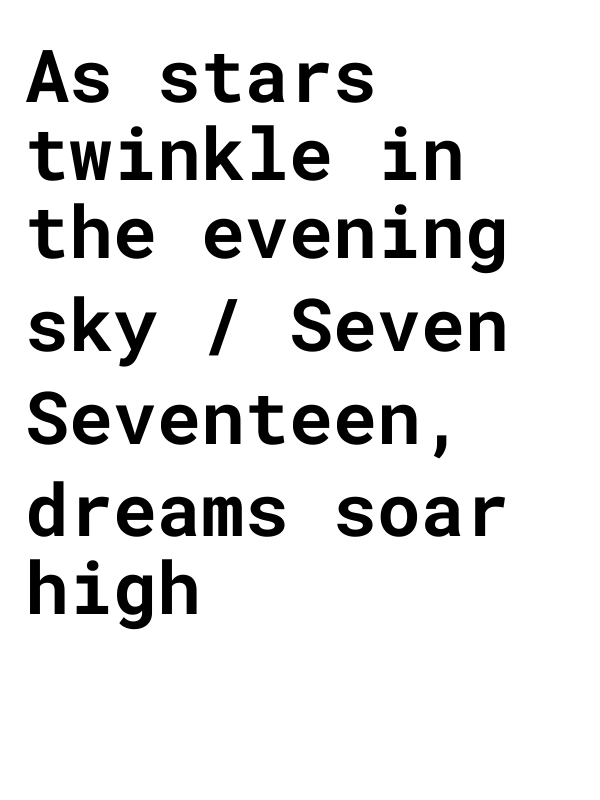 As stars
twinkle in
the evening
sky / Seven
Seventeen,
dreams soar
high